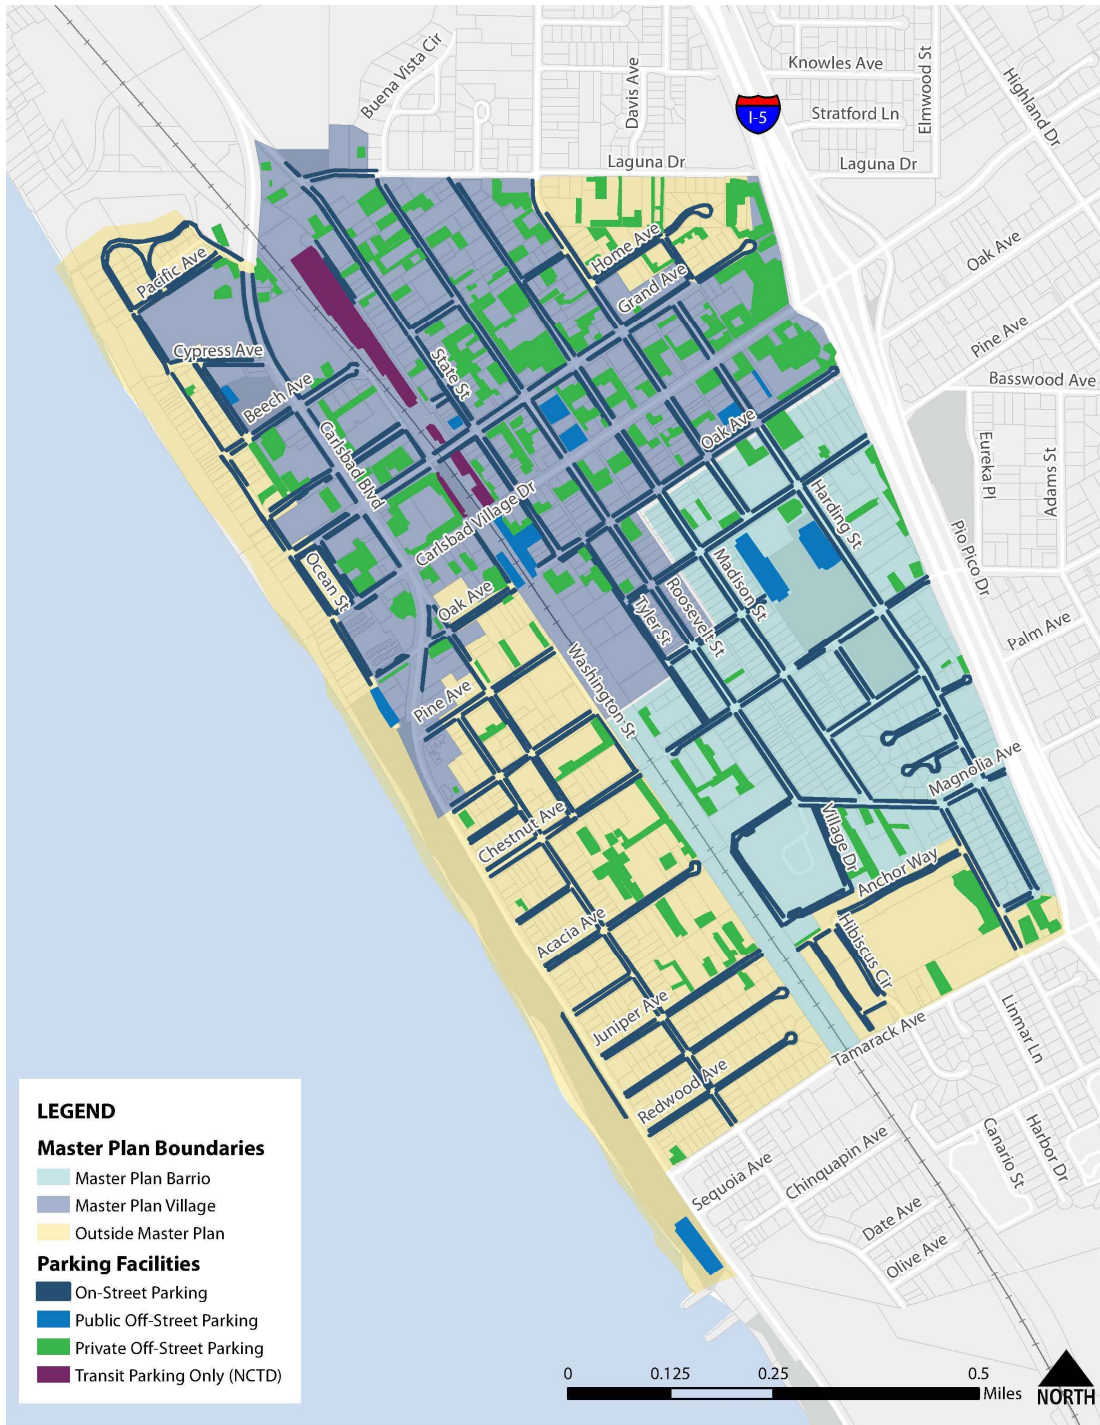 Buena Vista Cir
Davis Ave
Knowles Ave
Elmwood St
Highland Dr
I-5
Stratford Ln
Laguna Dr
Laguna Dr
Oak Ave
Home Ave
Pacific Ave
Grand Ave
Pine Ave
Cypress Ave
State St
Basswood Ave
Beech Ave
Oak Ave
Carlsbad Blvd
Eureka Pl
Adams St
Harding St
Carlsbad Village Dr
Pio Pico Dr
Ocean St
Madison St
Oak Ave
Roosevelt St
Tyler St
Palm Ave
Washington St
Pine Ave
Magnolia Ave
Chestnut Ave
Village Dr
Anchor Way
Acacia Ave
Hibiscus Cir
Juniper Ave
Linmar Ln
Tamarack Ave
Redwood Ave
Canario St
Harbor Dr
Sequoia Ave
Chinquapin Ave
Date Ave
Olive Ave
LEGEND
Master Plan Boundaries
Master Plan Barrio
Master Plan Village
Outside Master Plan
Parking Facilities
On-Street Parking
Public Off-Street Parking
Private Off-Street Parking
Transit Parking Only (NCTD)
0 0.125 0.25 0.5
Miles
NORTH